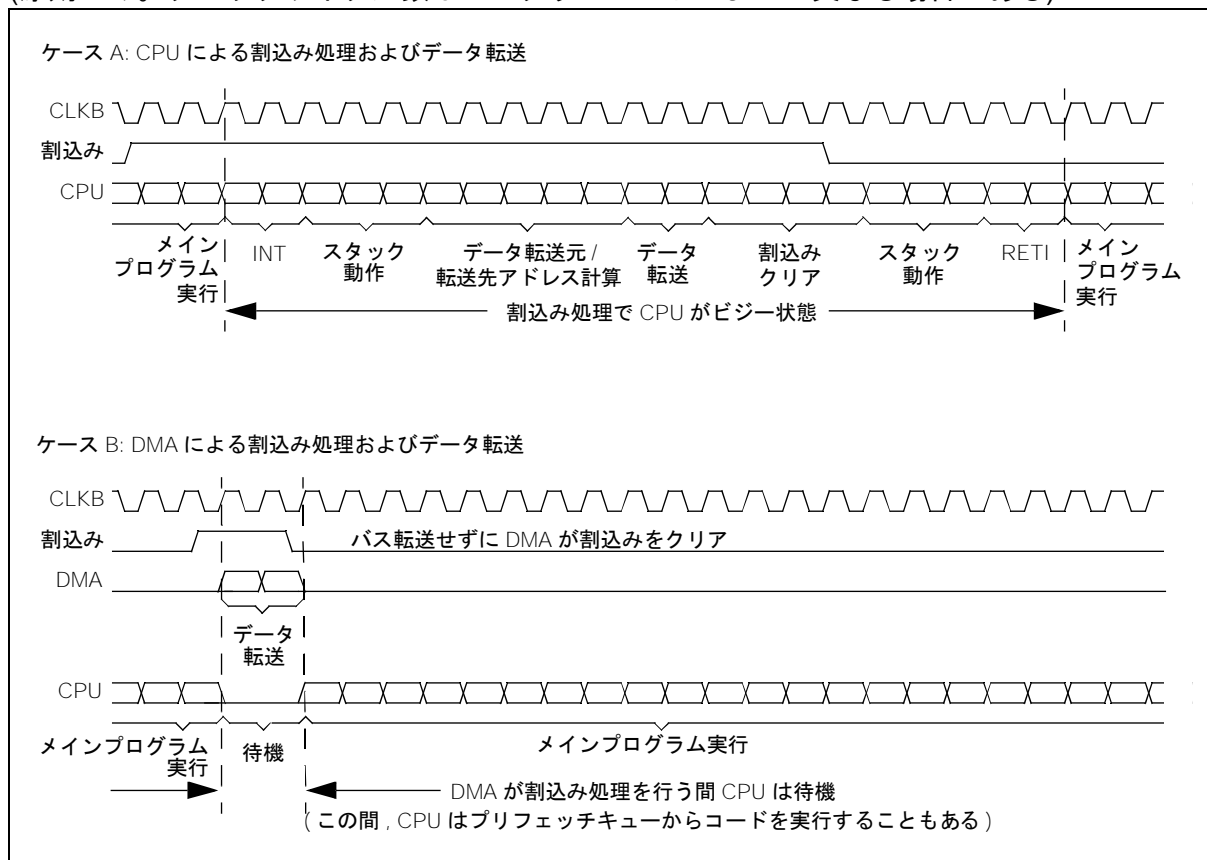 ケース A: CPU による割込み処理およびデータ転送
CLKB
割込み
CPU
メイン
プログラム
実行
INT
スタック
動作
データ転送元 /
転送先アドレス計算
データ
転送
割込み
クリア
スタック
動作
RETI
メイン
プログラム
実行
割込み処理で CPU がビジー状態
ケース B: DMA による割込み処理およびデータ転送
CLKB
割込み
バス転送せずに DMA が割込みをクリア
DMA
データ
転送
CPU
メインプログラム
実行
待機
メインプログラム実行
DMA が割込み処理を行う間 CPU は待機
( この間 , CPU はプリフェッチキューからコードを実行することもある )